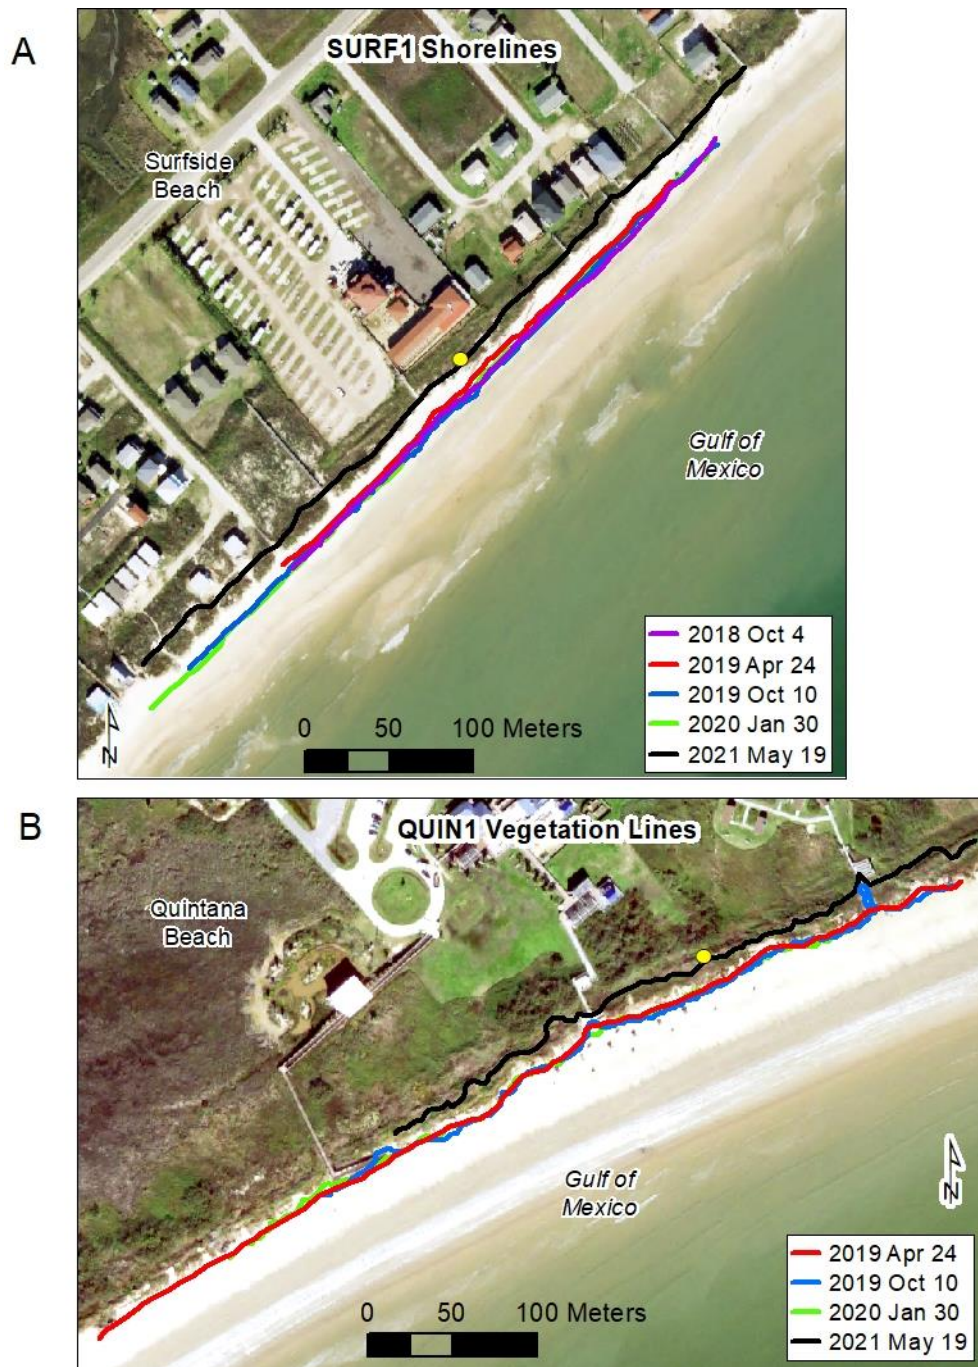 A
SURF1 Shorelines
Surfside
Beach
Gulf of
Mexico
2018 Oct 4
2019 Apr 24
2019 Oct 10
2020 Jan 30
2021 May 19
0 50 100 Meters
N
B
QUIN1 Vegetation Lines
Quintana
Beach
Gulf of
Mexico
N
2019 Apr 24
2019 Oct 10
2020 Jan 30
2021 May 19
0 50 100 Meters